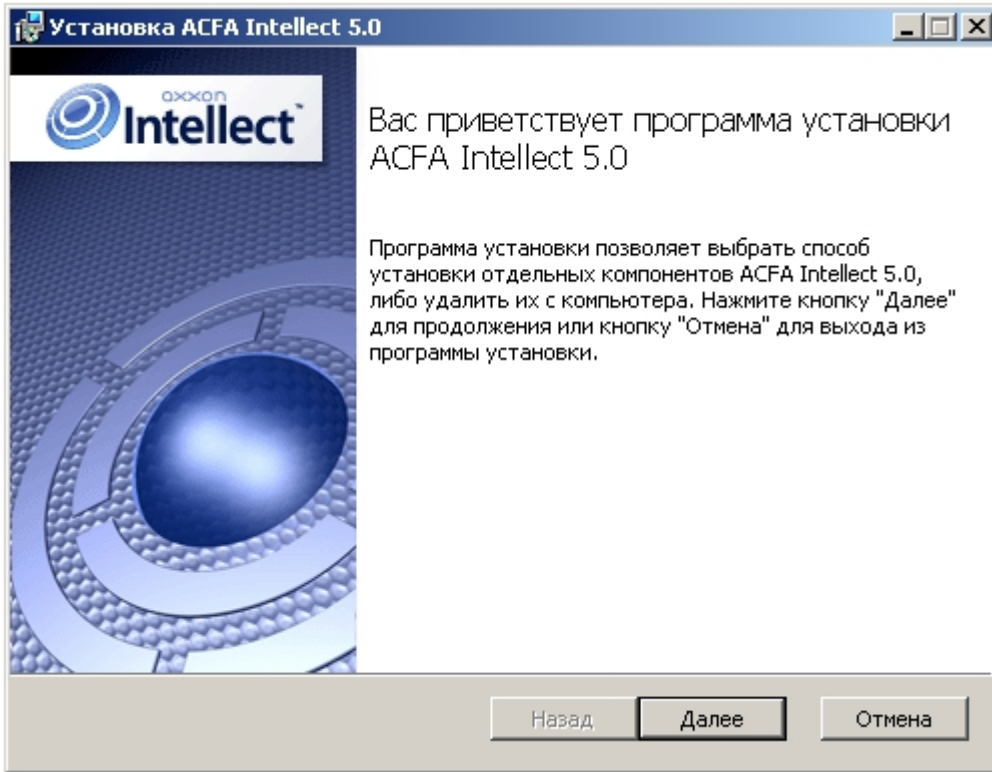 Установка ACFA Intellect 5.0
axxon
Intellect™
Вас приветствует программа установки
ACFA Intellect 5.0
Программа установки позволяет выбрать способ
установки отдельных компонентов ACFA Intellect 5.0,
либо удалить их с компьютера. Нажмите кнопку "Далее"
для продолжения или кнопку "Отмена" для выхода из
программы установки.
Назад
Далее
Отмена